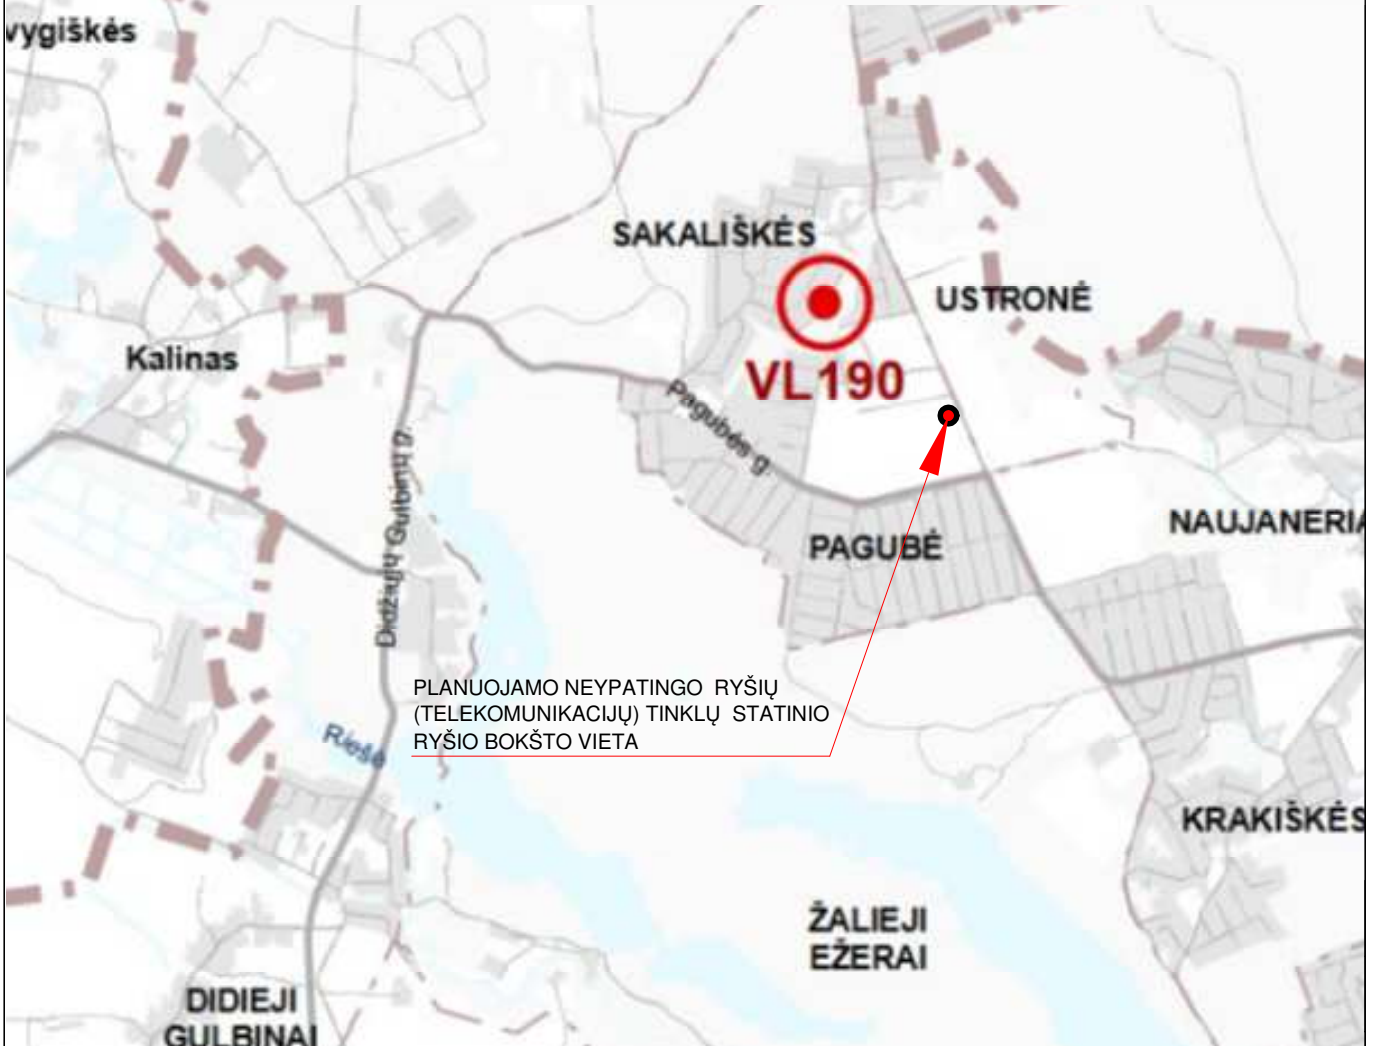 vygiškės
SAKALIŠKĖS
USTRONĖ
Kalinas
VL190
Pagubės g.
Didžiųjų Gulbinų g.
NAUJANERIA
PAGUBĖ
PLANUOJAMO NEYPATINGO RYŠIŲ
(TELEKOMUNIKACIJŲ) TINKLŲ STATINIO
RYŠIO BOKŠTO VIETA
Riešė
KRAKIŠKĖS
ŽALIEJI
EŽERAI
DIDIEJI
GULBINAI